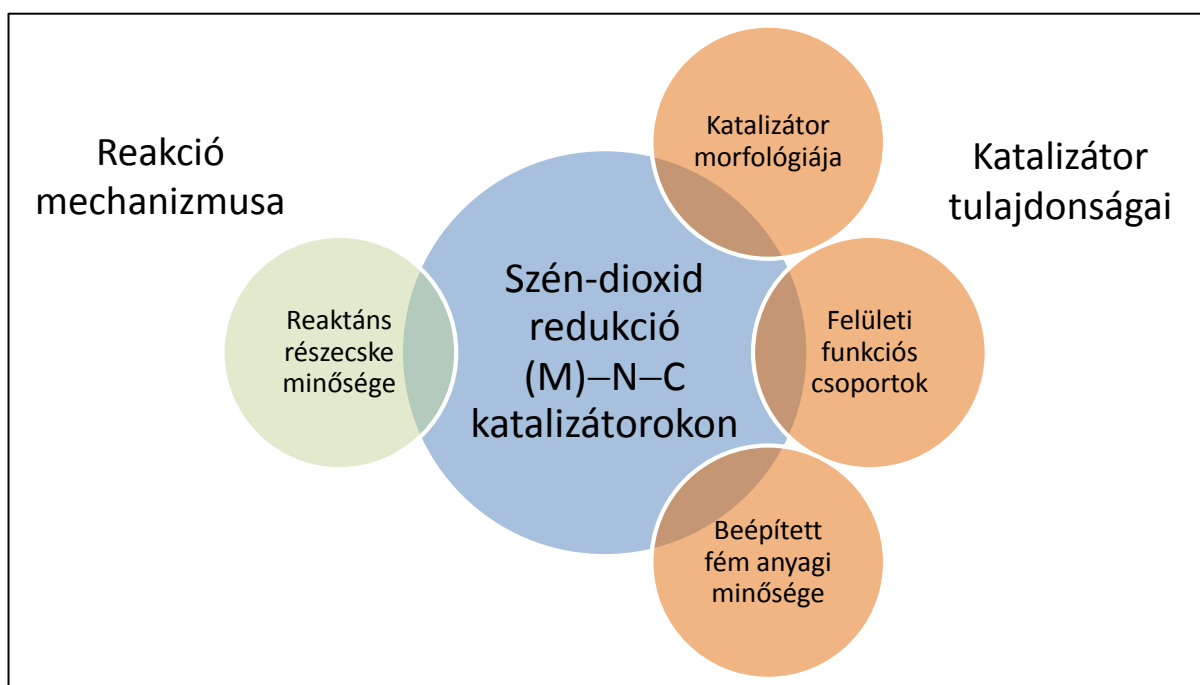 Reakció
mechanizmusa
Reaktáns
részecske
minősége
Szén-dioxid
redukció
(M)–N–C
katalizátorokon
Katalizátor
morfológiája
Katalizátor
tulajdonságai
Felületi
funkciós
csoportok
Beépített
fém anyagi
minősége